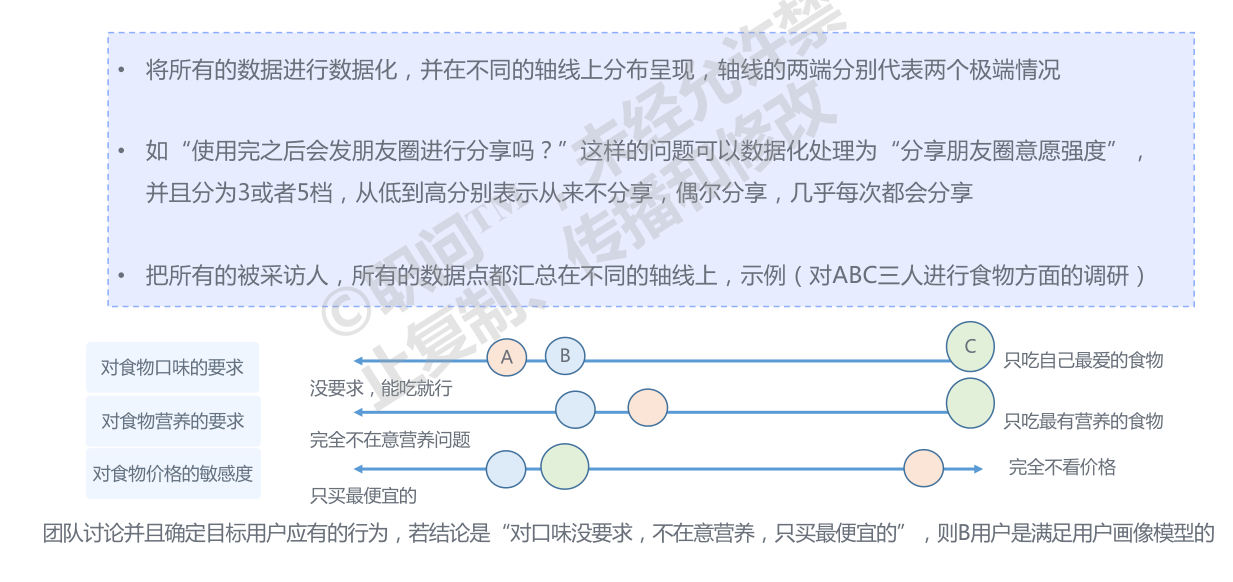 • 将所有的数据进行数据化，并在不同的轴线上分布呈现，轴线的两端分别代表两个极端情况
• 如“使用完之后会发朋友圈进行分享吗？”这样的问题可以数据化处理为“分享朋友圈意愿强度”，
并且分为3或者5档，从低到高分别表示从来不分享，偶尔分享，几乎每次都会分享
• 把所有的被采访人，所有的数据点都汇总在不同的轴线上，示例（对ABC三人进行食物方面的调研）
©职问™，未经允许禁
止复制、传播和修改
对食物口味的要求
A
B
C
没要求，能吃就行
只吃自己最爱的食物
对食物营养的要求
完全不在意营养问题
只吃最有营养的食物
对食物价格的敏感度
只买最便宜的
完全不看价格
团队讨论并且确定目标用户应有的行为，若结论是“对口味没要求，不在意营养，只买最便宜的”，则B用户是满足用户画像模型的